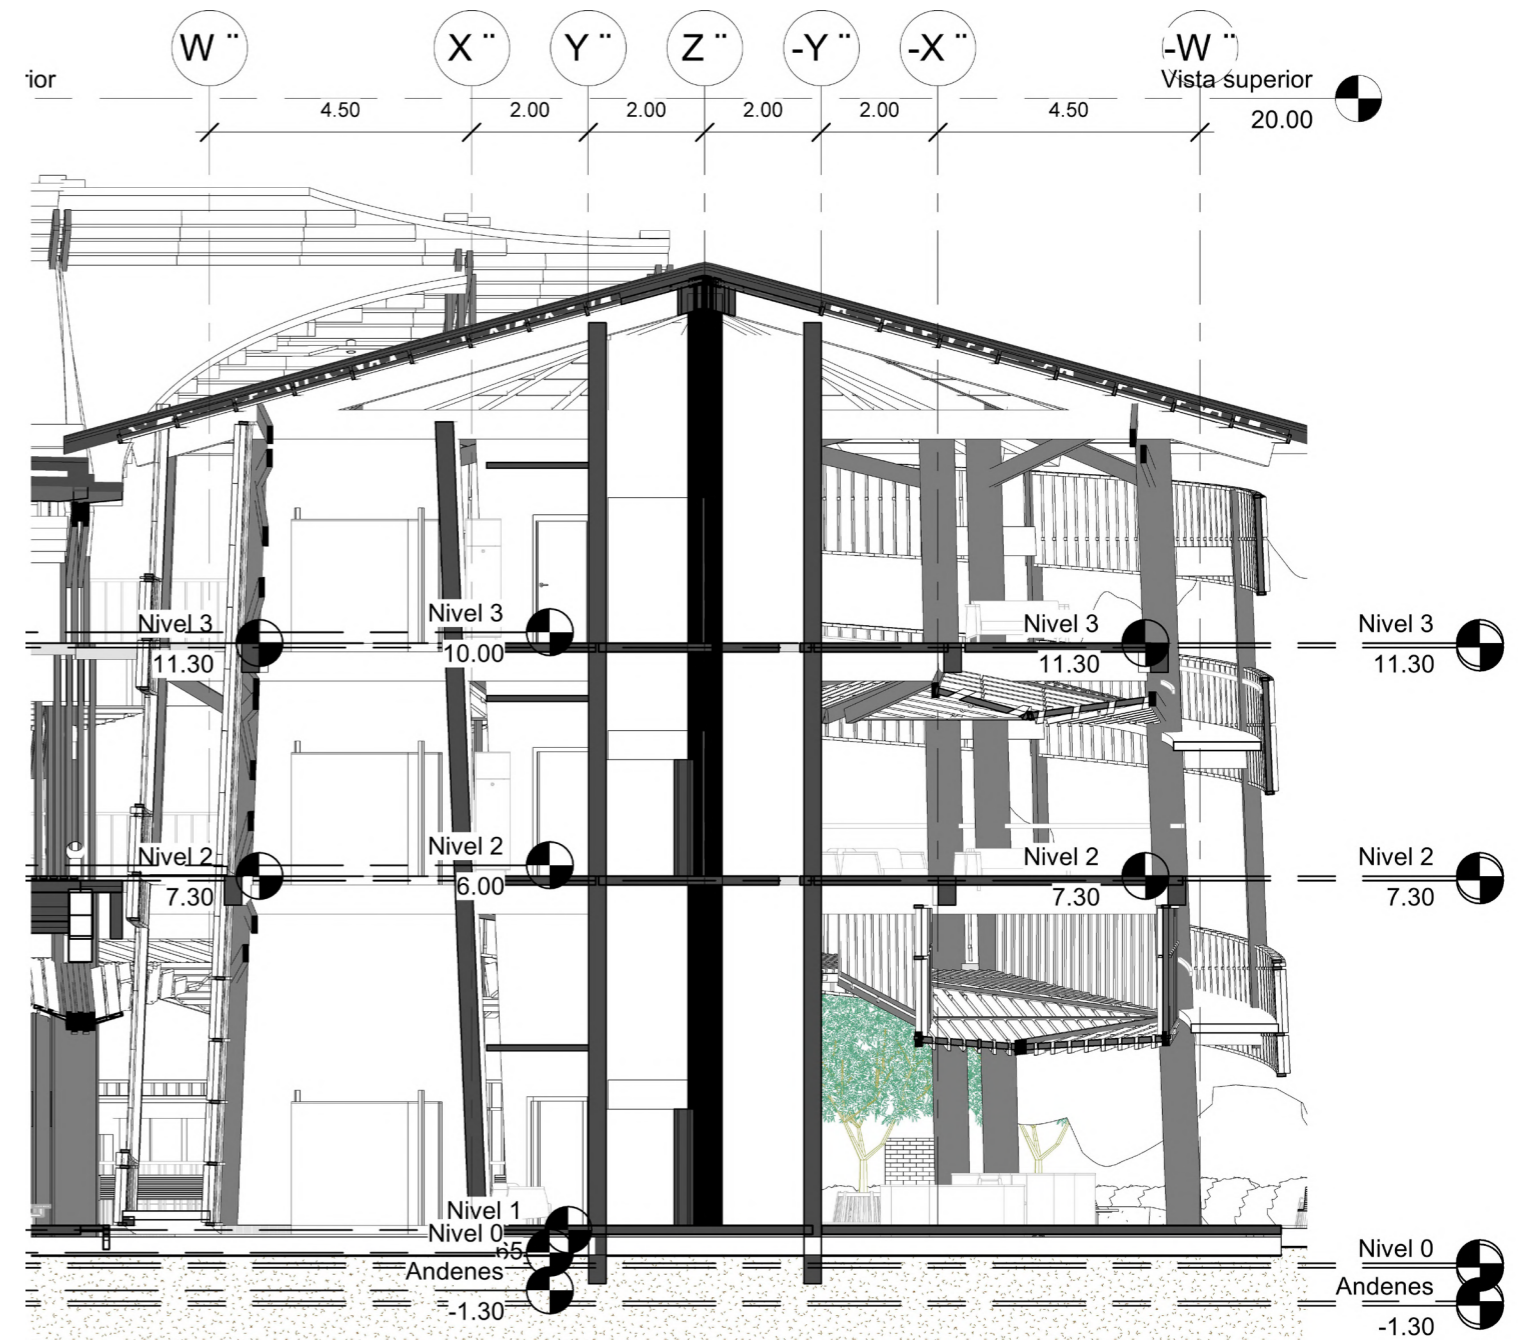 W ¨ X ¨ Y ¨ Z ¨ -Y ¨ -X ¨ -W ¨
rior Vista superior
4.50 2.00 2.00 2.00 2.00 4.50
20.00
Nivel 3 Nivel 3 Nivel 3 Nivel 3
11.30 10.00 11.30 11.30
Nivel 2 Nivel 2 Nivel 2 Nivel 2
7.30 6.00 7.30 7.30
Nivel 1
Nivel 0 Nivel 0
Andenes Andenes
-1.30 -1.30